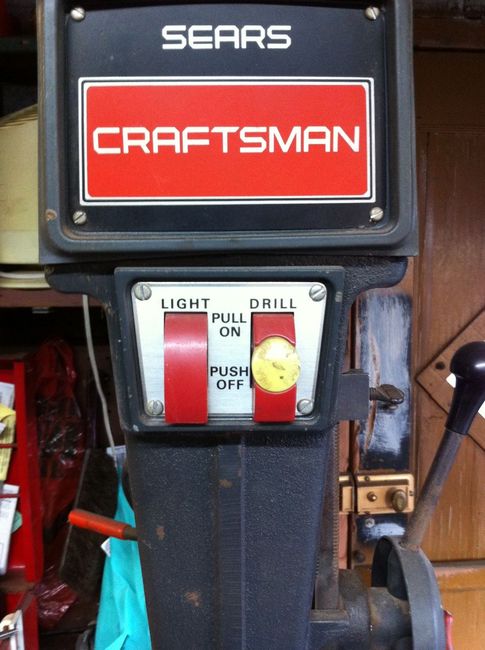 SEARS
CRAFTSMAN
LIGHT DRILL
PULL
ON
PUSH
OFF